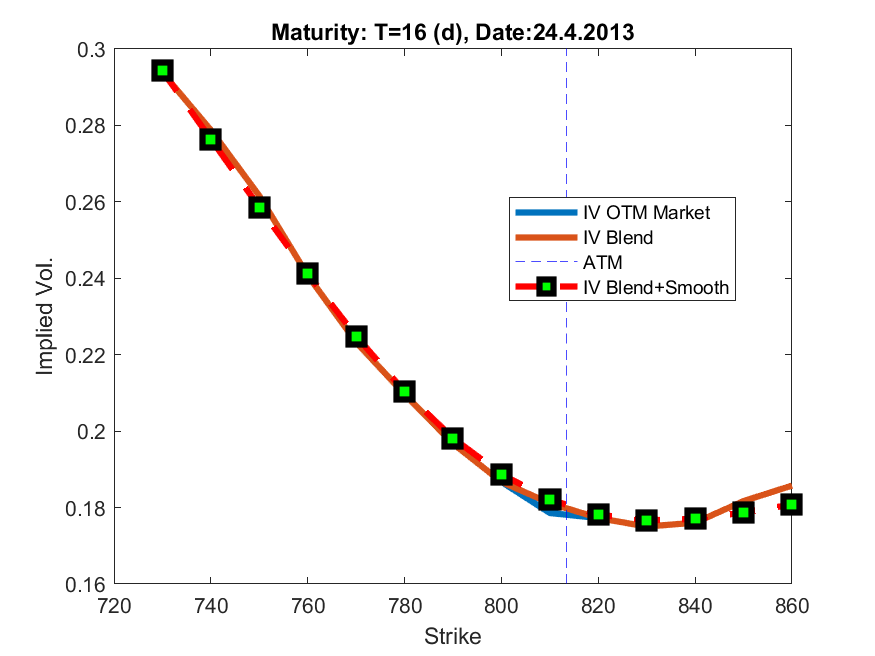 Maturity: T=16 (d), Date:24.4.2013
0.3
0.28
0.26
0.24
0.22
0.2
0.18
0.16
Implied Vol.
IV OTM Market
IV Blend
ATM
IV Blend+Smooth
720 740 760 780 800 820 840 860
Strike